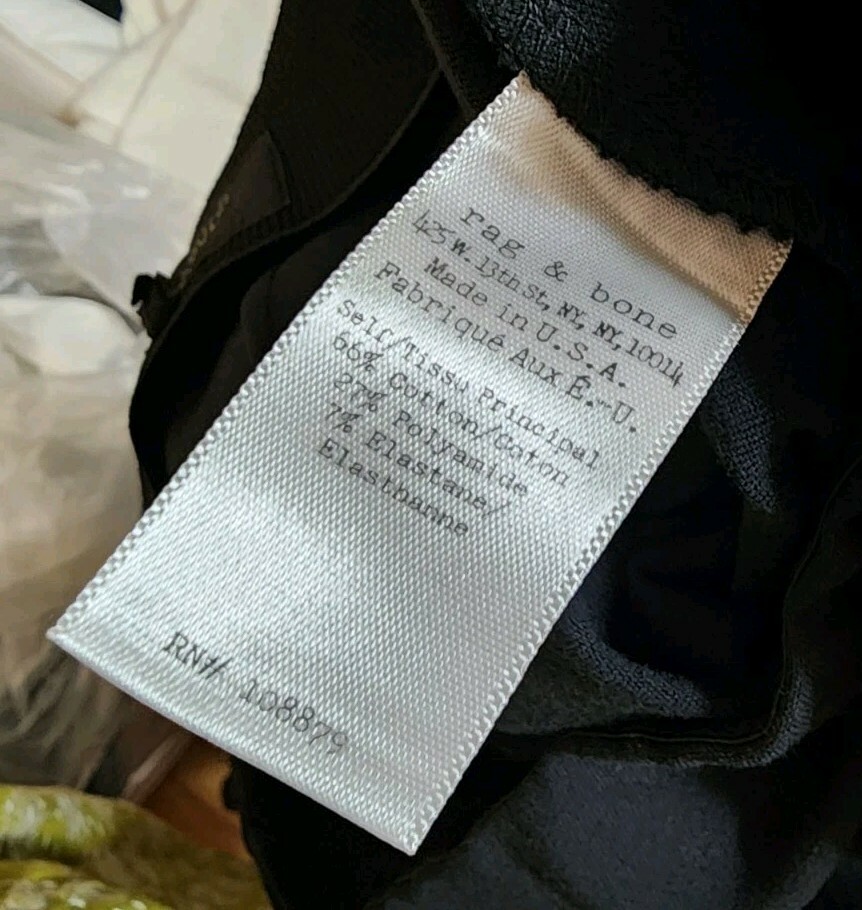 rag & bone
425 W. 13th St, NY, NY, 10014
Made in U.S.A.
Fabriqué Aux É.-U.
Self/Tissu Principal
66% Cotton/Coton
27% Polyamide
7% Elastane/
Elasthanne
RN# 108879